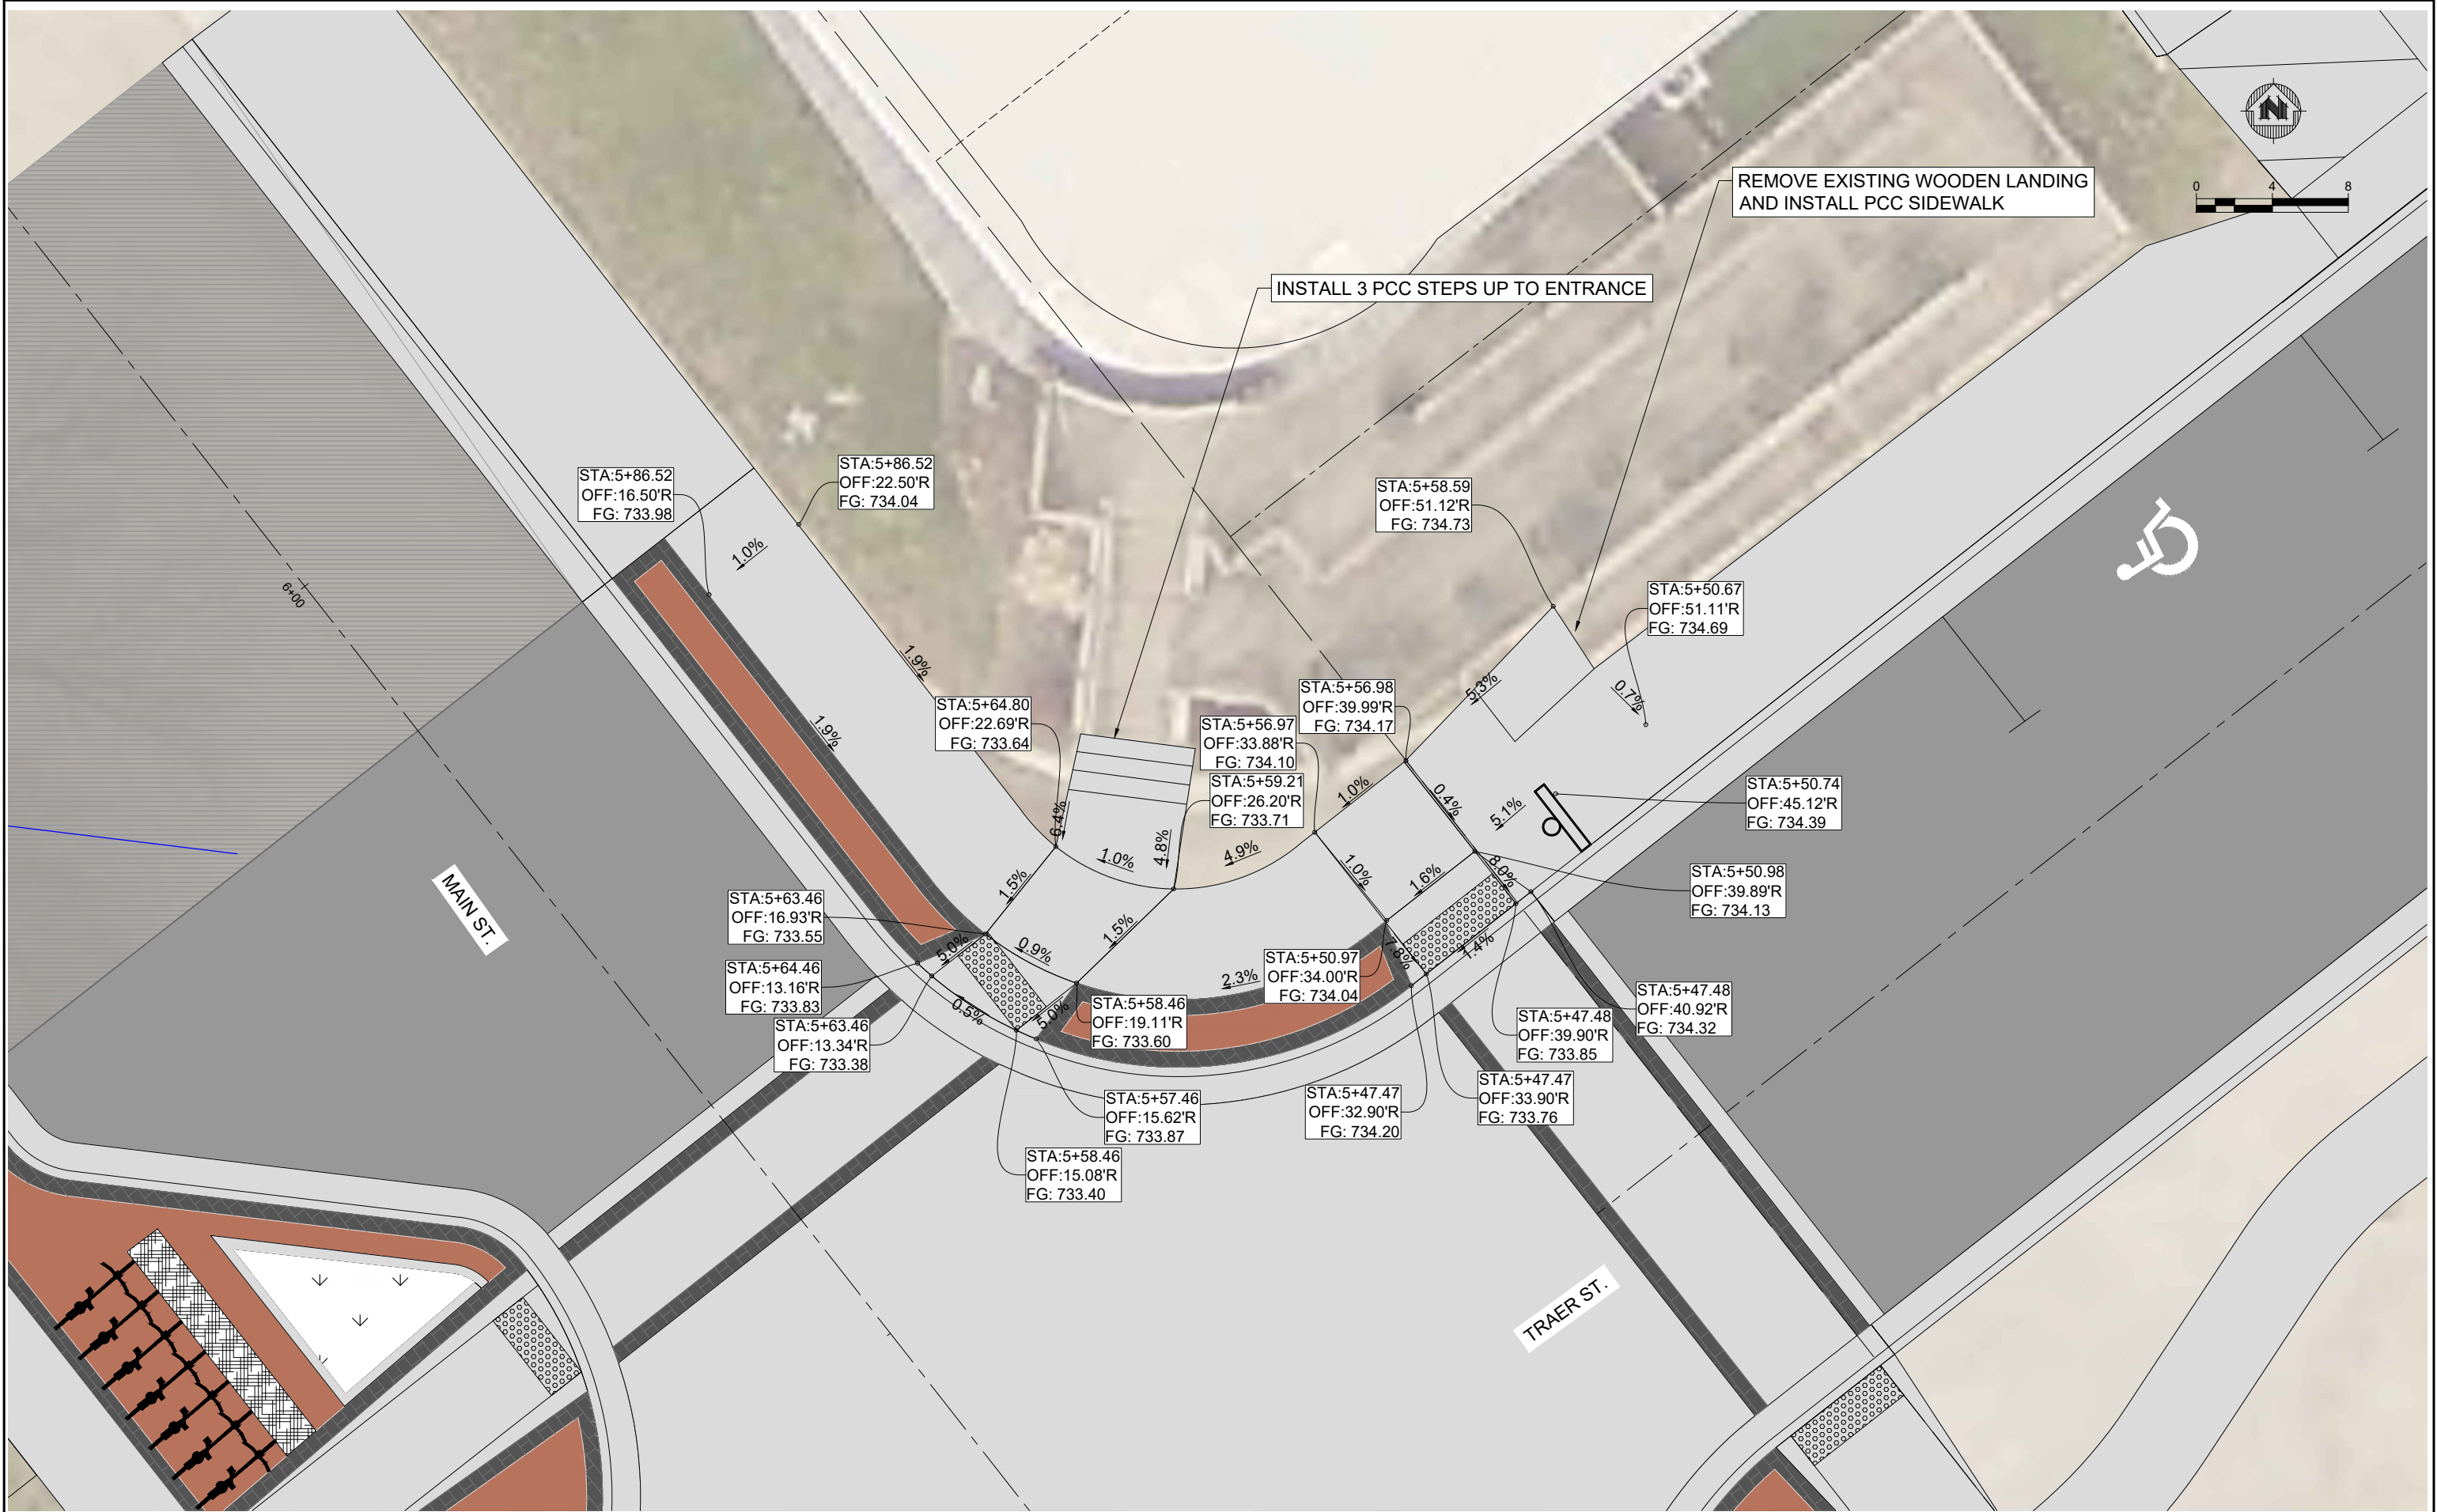 N
REMOVE EXISTING WOODEN LANDING
AND INSTALL PCC SIDEWALK
0 4 8
INSTALL 3 PCC STEPS UP TO ENTRANCE
STA:5+86.52
OFF:16.50'R
FG: 733.98
STA:5+86.52
OFF:22.50'R
FG: 734.04
STA:5+58.59
OFF:51.12'R
FG: 734.73
STA:5+50.67
OFF:51.11'R
FG: 734.69
6+00
1.0%
1.9%
1.9%
STA:5+64.80
OFF:22.69'R
FG: 733.64
STA:5+56.98
OFF:39.99'R
FG: 734.17
STA:5+56.97
OFF:33.88'R
FG: 734.10
STA:5+59.21
OFF:26.20'R
FG: 733.71
5.3%
0.7%
STA:5+50.74
OFF:45.12'R
FG: 734.39
1.0%
0.4%
5.1%
6.4%
1.0%
4.8%
4.9%
1.0%
1.6%
8.0%
STA:5+50.98
OFF:39.89'R
FG: 734.13
MAIN ST.
1.5%
STA:5+63.46
OFF:16.93'R
FG: 733.55
5.0%
0.9%
1.5%
2.3%
7.8%
1.4%
STA:5+64.46
OFF:13.16'R
FG: 733.83
STA:5+50.97
OFF:34.00'R
FG: 734.04
STA:5+47.48
OFF:40.92'R
FG: 734.32
0.5%
5.0%
STA:5+58.46
OFF:19.11'R
FG: 733.60
STA:5+47.48
OFF:39.90'R
FG: 733.85
STA:5+63.46
OFF:13.34'R
FG: 733.38
STA:5+57.46
OFF:15.62'R
FG: 733.87
STA:5+47.47
OFF:32.90'R
FG: 734.20
STA:5+47.47
OFF:33.90'R
FG: 733.76
STA:5+58.46
OFF:15.08'R
FG: 733.40
TRAER ST.